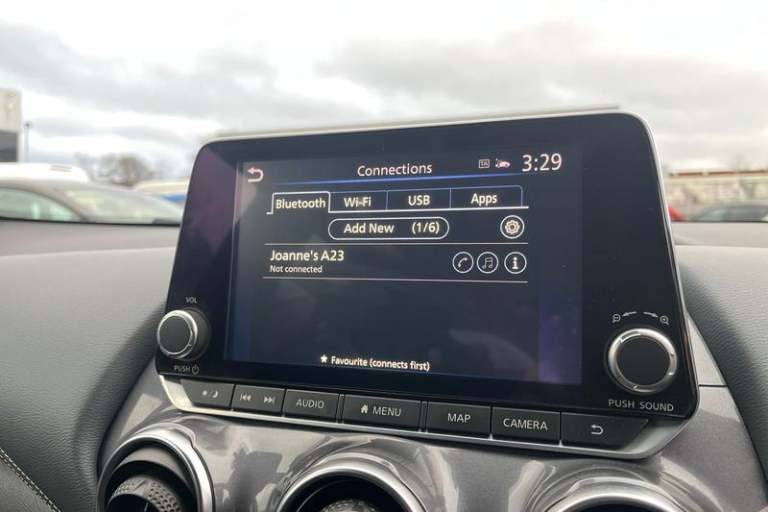 Connections 1A 3:29
Bluetooth Wi-Fi USB Apps
Add New (1/6)
Joanne's A23
Not connected
i
★ Favourite (connects first)
VOL
PUSH
PUSH SOUND
AUDIO MENU MAP CAMERA